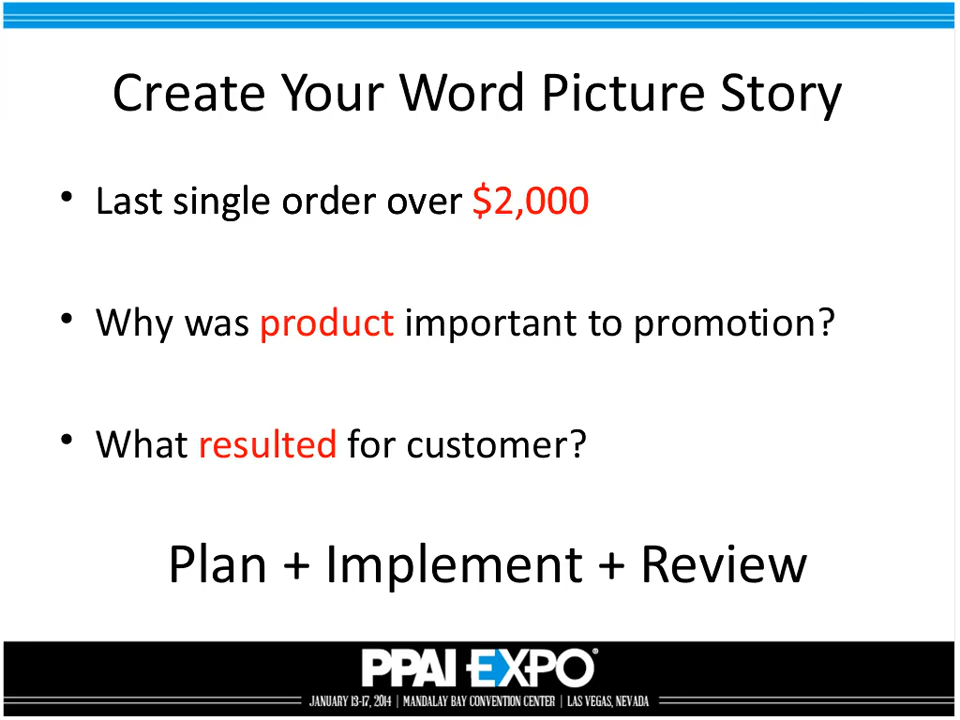 Create Your Word Picture Story
• Last single order over $2,000
• Why was product important to promotion?
• What resulted for customer?
Plan + Implement + Review
PPAI EXPO®
JANUARY 13-17, 2014 | MANDALAY BAY CONVENTION CENTER | LAS VEGAS, NEVADA